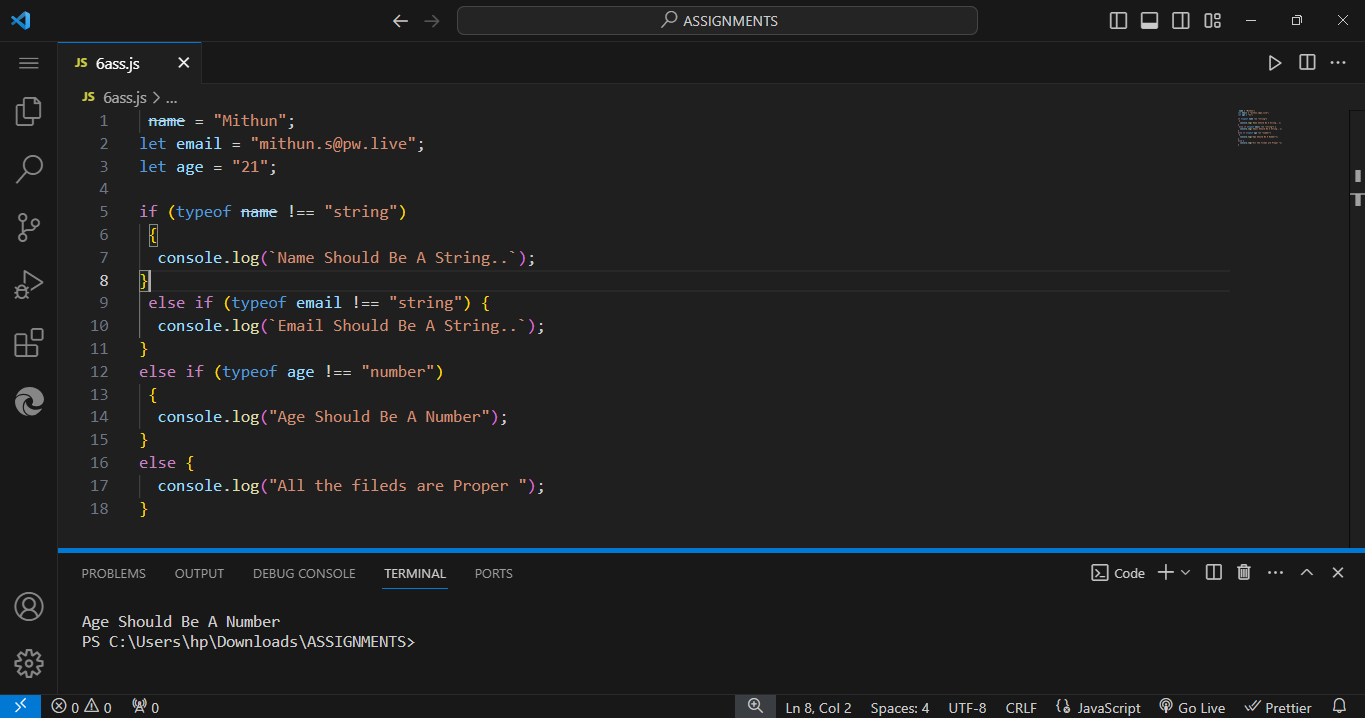 ASSIGNMENTS
JS 6ass.js
JS 6ass.js > ...
1 name = "Mithun";
2 let email = "mithun.s@pw.live";
3 let age = "21";
4
5 if (typeof name !== "string")
6 {
7 console.log(`Name Should Be A String..`);
8 }
9 else if (typeof email !== "string") {
10 console.log(`Email Should Be A String..`);
11 }
12 else if (typeof age !== "number")
13 {
14 console.log("Age Should Be A Number");
15 }
16 else {
17 console.log("All the fileds are Proper ");
18 }
PROBLEMS OUTPUT DEBUG CONSOLE TERMINAL PORTS Code
Age Should Be A Number
PS C:\Users\hp\Downloads\ASSIGNMENTS>
0 0 0 Ln 8, Col 2 Spaces: 4 UTF-8 CRLF JavaScript Go Live Prettier